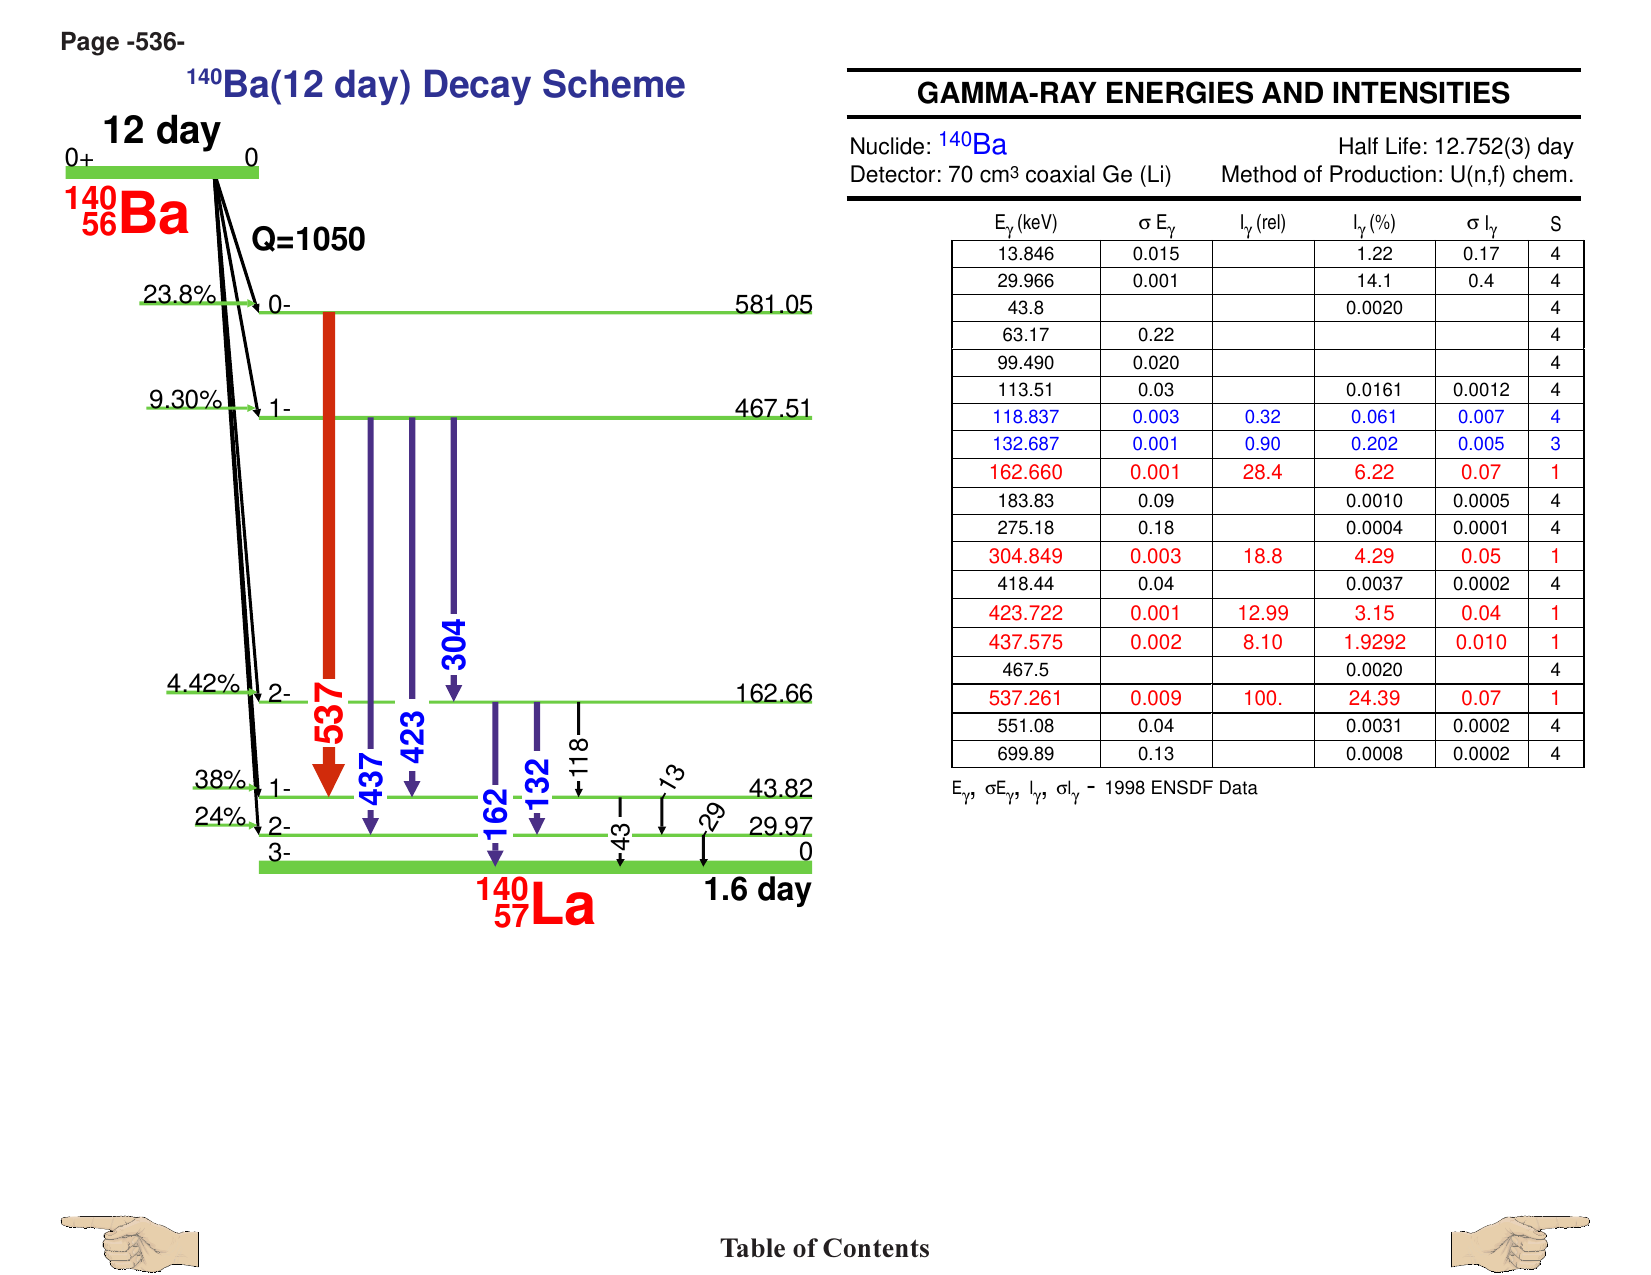 Page -536-
140Ba(12 day) Decay Scheme
12 day
0+ 0
140
56Ba
Q=1050
23.8% 0- 581.05
9.30% 1- 467.51
304
4.42% 2- 162.66
537
423
437
118
132
162
38% 1- 43.82
13
24% 2- 29.97
43
29
3- 0
140
57La
1.6 day
GAMMA-RAY ENERGIES AND INTENSITIES
Nuclide: 140Ba Half Life: 12.752(3) day
Detector: 70 cm3 coaxial Ge (Li) Method of Production: U(n,f) chem.
Eγ (keV) σ Eγ Iγ (rel) Iγ (%) σ Iγ S
13.846 0.015 1.22 0.17 4
29.966 0.001 14.1 0.4 4
43.8 0.0020 4
63.17 0.22 4
99.490 0.020 4
113.51 0.03 0.0161 0.0012 4
118.837 0.003 0.32 0.061 0.007 4
132.687 0.001 0.90 0.202 0.005 3
162.660 0.001 28.4 6.22 0.07 1
183.83 0.09 0.0010 0.0005 4
275.18 0.18 0.0004 0.0001 4
304.849 0.003 18.8 4.29 0.05 1
418.44 0.04 0.0037 0.0002 4
423.722 0.001 12.99 3.15 0.04 1
437.575 0.002 8.10 1.9292 0.010 1
467.5 0.0020 4
537.261 0.009 100. 24.39 0.07 1
551.08 0.04 0.0031 0.0002 4
699.89 0.13 0.0008 0.0002 4
Eγ, σEγ, Iγ, σIγ - 1998 ENSDF Data
Table of Contents